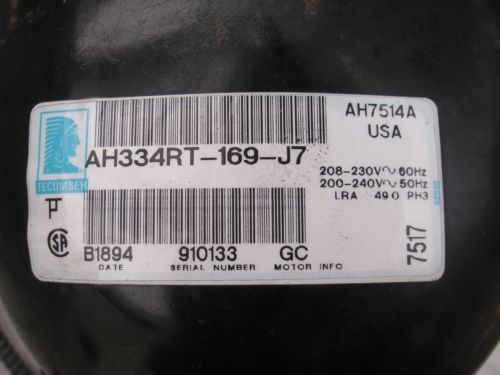 AH7514A
USA
AH334RT-169-J7
208-230V~ 60Hz
200-240V~ 50Hz
LRA 49.0 PH3
TECUMSEH
B1894 910133 GC
DATE SERIAL NUMBER MOTOR INFO
SA
7517